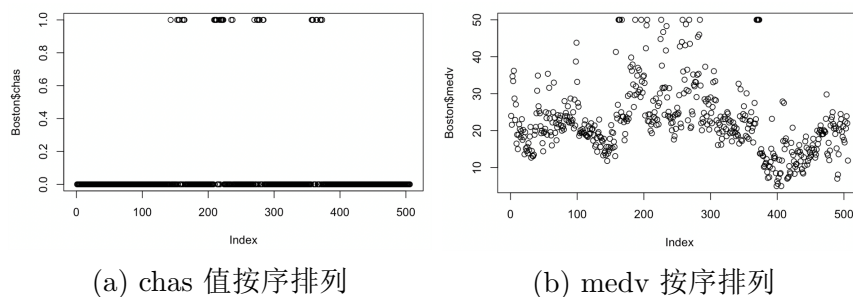 Boston$chas
0.0 0.2 0.4 0.6 0.8 1.0
0 100 200 300 400 500
Index
(a) chas 值按序排列
Boston$medv
10 20 30 40 50
0 100 200 300 400 500
Index
(b) medv 按序排列